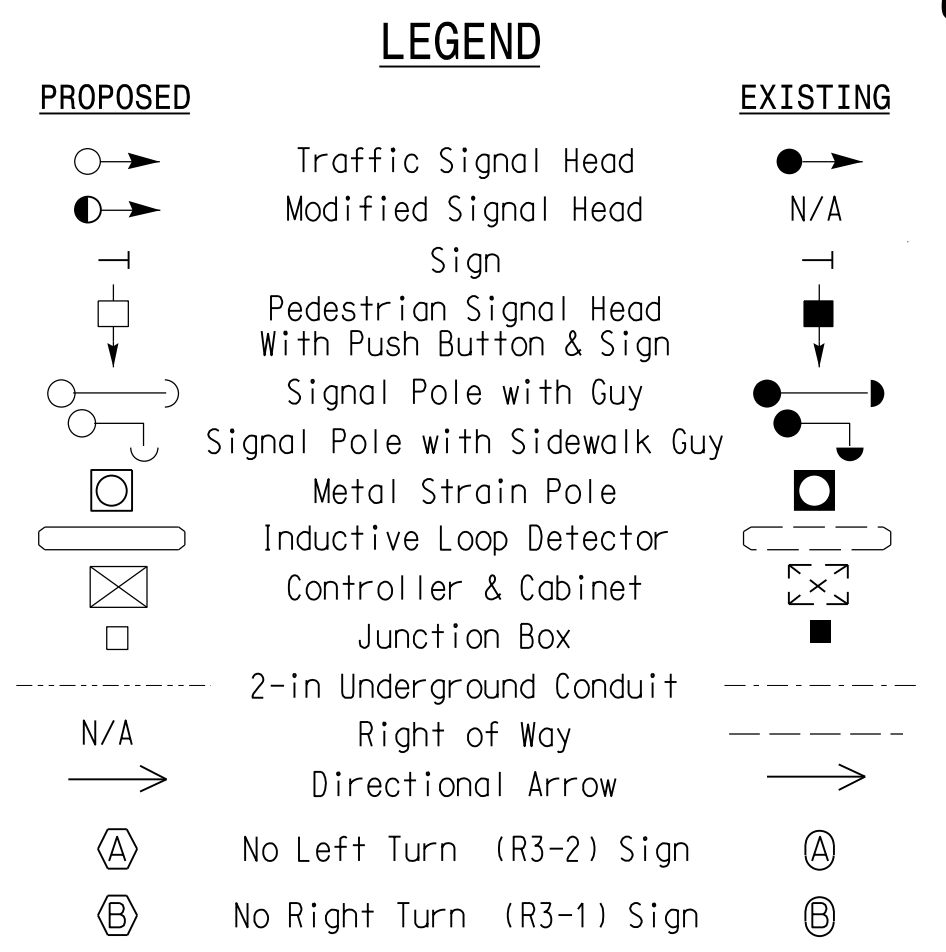 LEGEND
PROPOSED EXISTING
Traffic Signal Head
Modified Signal Head N/A
Sign
Pedestrian Signal Head
With Push Button & Sign
Signal Pole with Guy
Signal Pole with Sidewalk Guy
Metal Strain Pole
Inductive Loop Detector
Controller & Cabinet
Junction Box
2-in Underground Conduit
N/A Right of Way
Directional Arrow
A No Left Turn (R3-2) Sign A
B No Right Turn (R3-1) Sign B